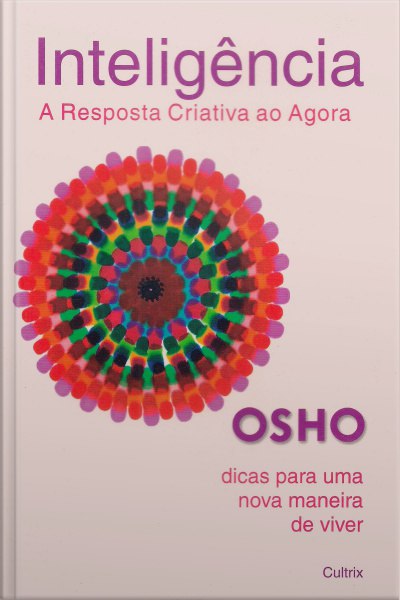 Inteligência
A Resposta Criativa ao Agora
OSHO
dicas para uma
nova maneira
de viver
Cultrix